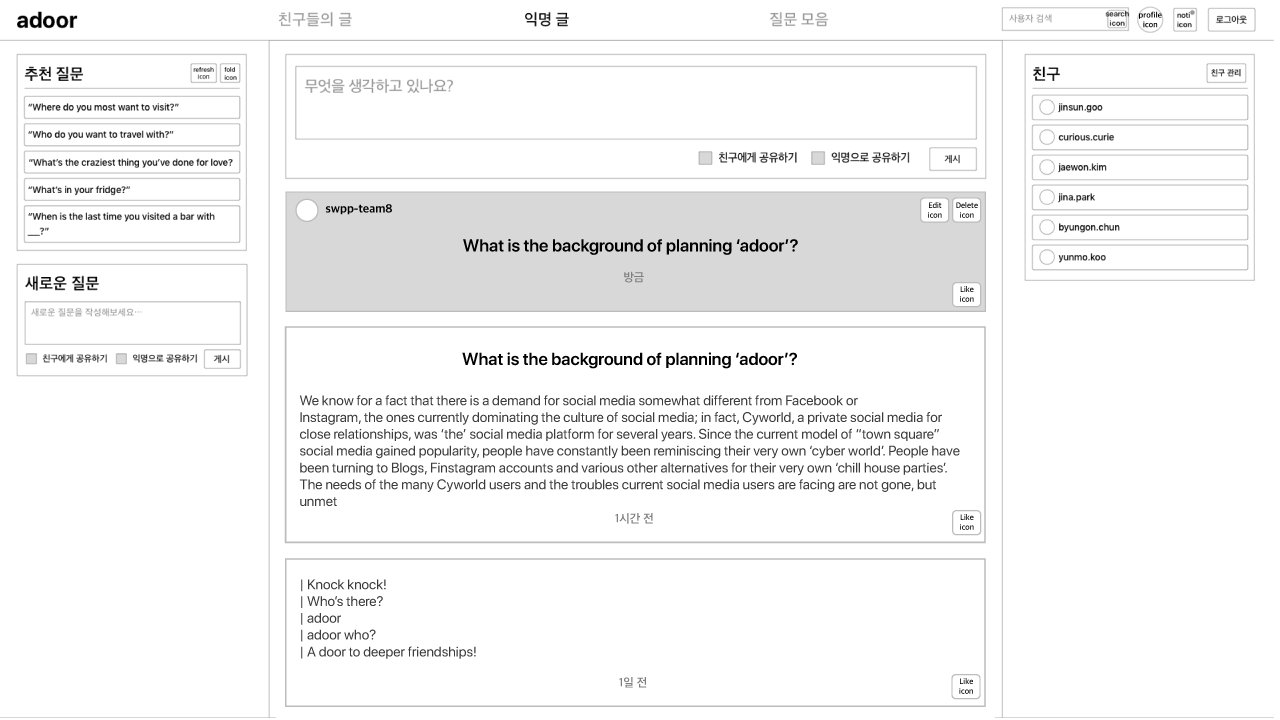 adoor
친구들의 글
익명 글
질문 모음
사용자 검색
search
icon
profile
icon
noti
icon
로그아웃
추천 질문
refresh
icon
fold
icon
“Where do you most want to visit?”
“Who do you want to travel with?”
“What’s the craziest thing you’ve done for love?
“What’s in your fridge?”
“When is the last time you visited a bar with
__?”
새로운 질문
새로운 질문을 작성해보세요…
친구에게 공유하기
익명으로 공유하기
게시
무엇을 생각하고 있나요?
친구에게 공유하기
익명으로 공유하기
게시
swpp-team8
Edit
icon
Delete
icon
What is the background of planning ‘adoor’?
방금
Like
icon
What is the background of planning ‘adoor’?
We know for a fact that there is a demand for social media somewhat different from Facebook or
Instagram, the ones currently dominating the culture of social media; in fact, Cyworld, a private social media for
close relationships, was ‘the’ social media platform for several years. Since the current model of “town square”
social media gained popularity, people have constantly been reminiscing their very own ‘cyber world’. People have
been turning to Blogs, Finstagram accounts and various other alternatives for their very own ‘chill house parties’.
The needs of the many Cyworld users and the troubles current social media users are facing are not gone, but
unmet
1시간 전
Like
icon
| Knock knock!
| Who’s there?
| adoor
| adoor who?
| A door to deeper friendships!
1일 전
Like
icon
친구
친구 관리
jinsun.goo
curious.curie
jaewon.kim
jina.park
byungon.chun
yunmo.koo